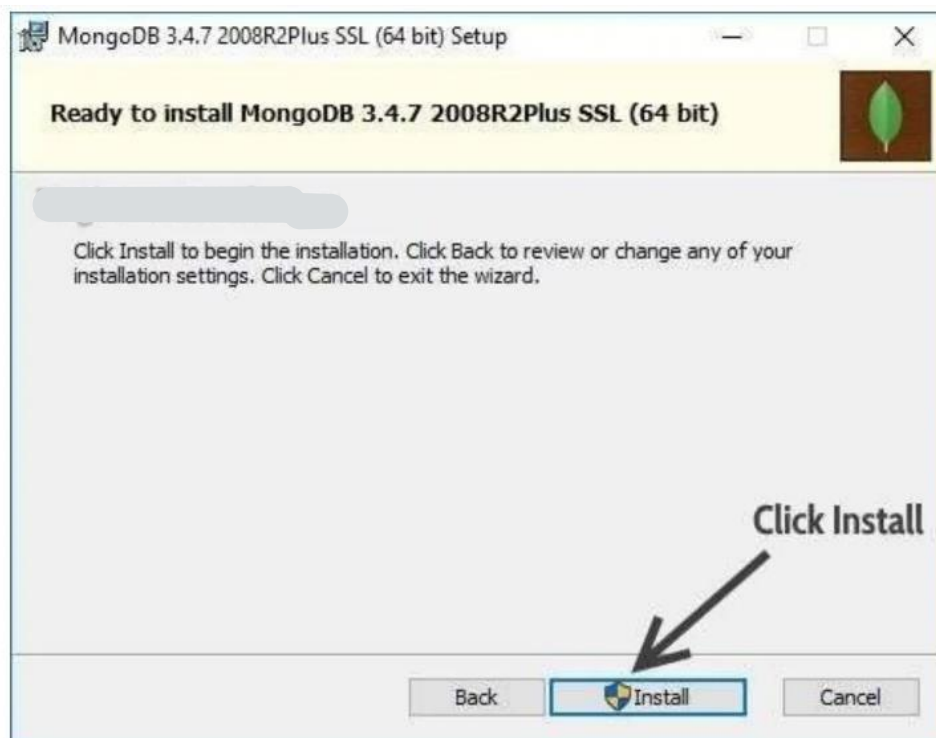 MongoDB 3.4.7 2008R2Plus SSL (64 bit) Setup
Ready to install MongoDB 3.4.7 2008R2Plus SSL (64 bit)
Click Install to begin the installation. Click Back to review or change any of your
installation settings. Click Cancel to exit the wizard.
Click Install
Back
Install
Cancel